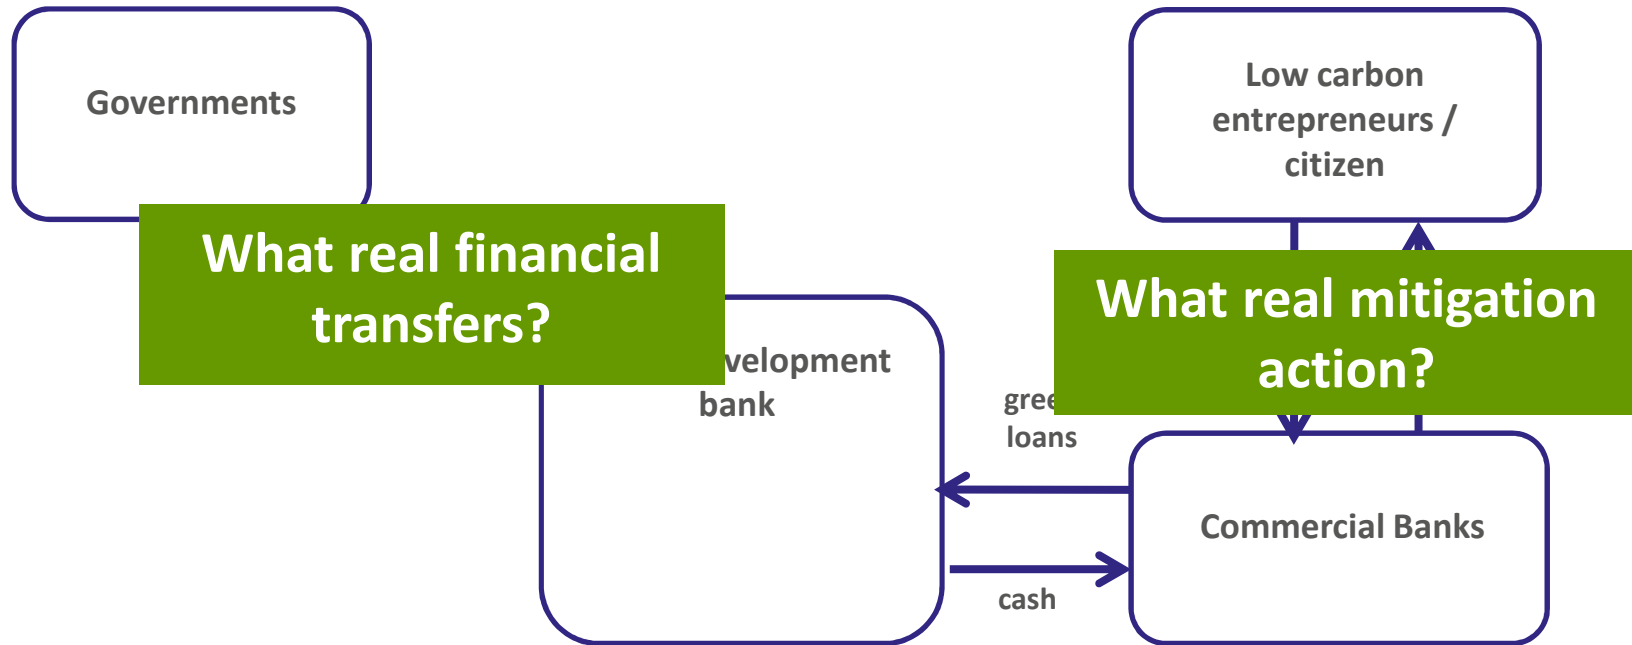 Governments
Low carbon
entrepreneurs /
citizen
What real financial
transfers?
What real mitigation
action?
velopment
bank
gree
loans
Commercial Banks
cash